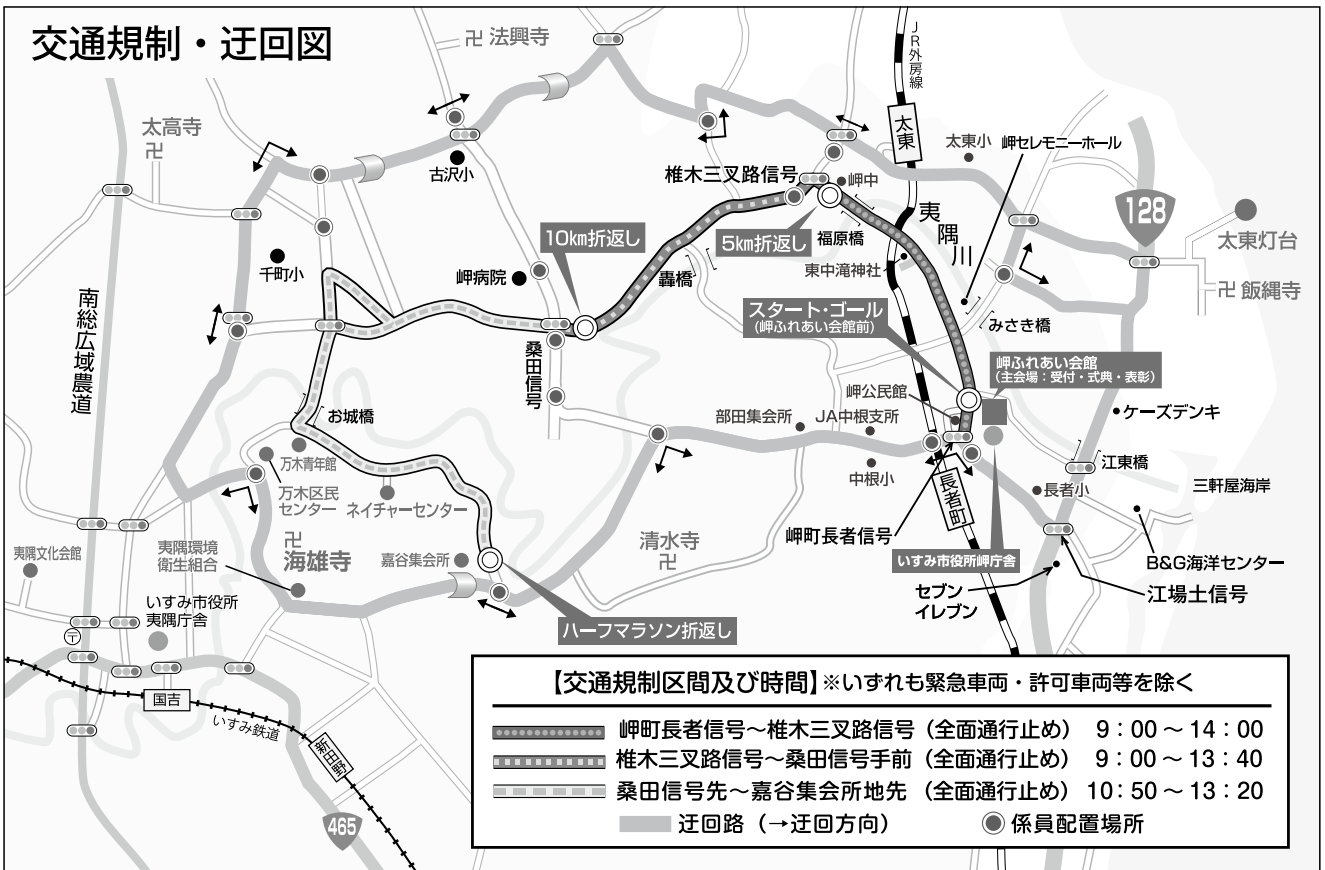 交通規制・迂回図
卍 法興寺
JR外房線
太高寺
卍
太東
太東小
岬セレモニーホール
古沢小
椎木三叉路信号
岬中
128
10km折返し
5km折返し
福原橋
夷隅川
太東灯台
千町小
岬病院
轟橋
東中滝神社
卍 飯縄寺
南総広域農道
スタート・ゴール
(岬ふれあい会館前)
みさき橋
桑田信号
岬ふれあい会館
(主会場:受付・式典・表彰)
岬公民館
お城橋
部田集会所
JA中根支所
ケーズデンキ
万木青年館
中根小
江東橋
万木区民
センター
ネイチャーセンター
長者町
長者小
三軒屋海岸
夷隅文化会館
夷隅環境
衛生組合
卍
海雄寺
嘉谷集会所
清水寺
卍
岬町長者信号
いすみ市役所岬庁舎
B&G海洋センター
セブン
イレブン
江場土信号
いすみ市役所
夷隅庁舎
〒
ハーフマラソン折返し
国吉
いすみ鉄道
新田野
465
【交通規制区間及び時間】※いずれも緊急車両・許可車両等を除く
岬町長者信号〜椎木三叉路信号(全面通行止め) 9:00〜14:00
椎木三叉路信号〜桑田信号手前(全面通行止め) 9:00〜13:40
桑田信号先〜嘉谷集会所地先(全面通行止め) 10:50〜13:20
迂回路(→迂回方向) 係員配置場所